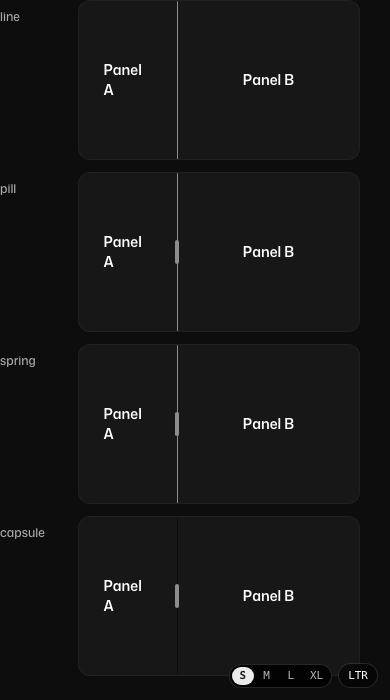 line
Panel
A
Panel B
pill
Panel
A
Panel B
spring
Panel
A
Panel B
capsule
Panel
A
Panel B
S M L XL LTR